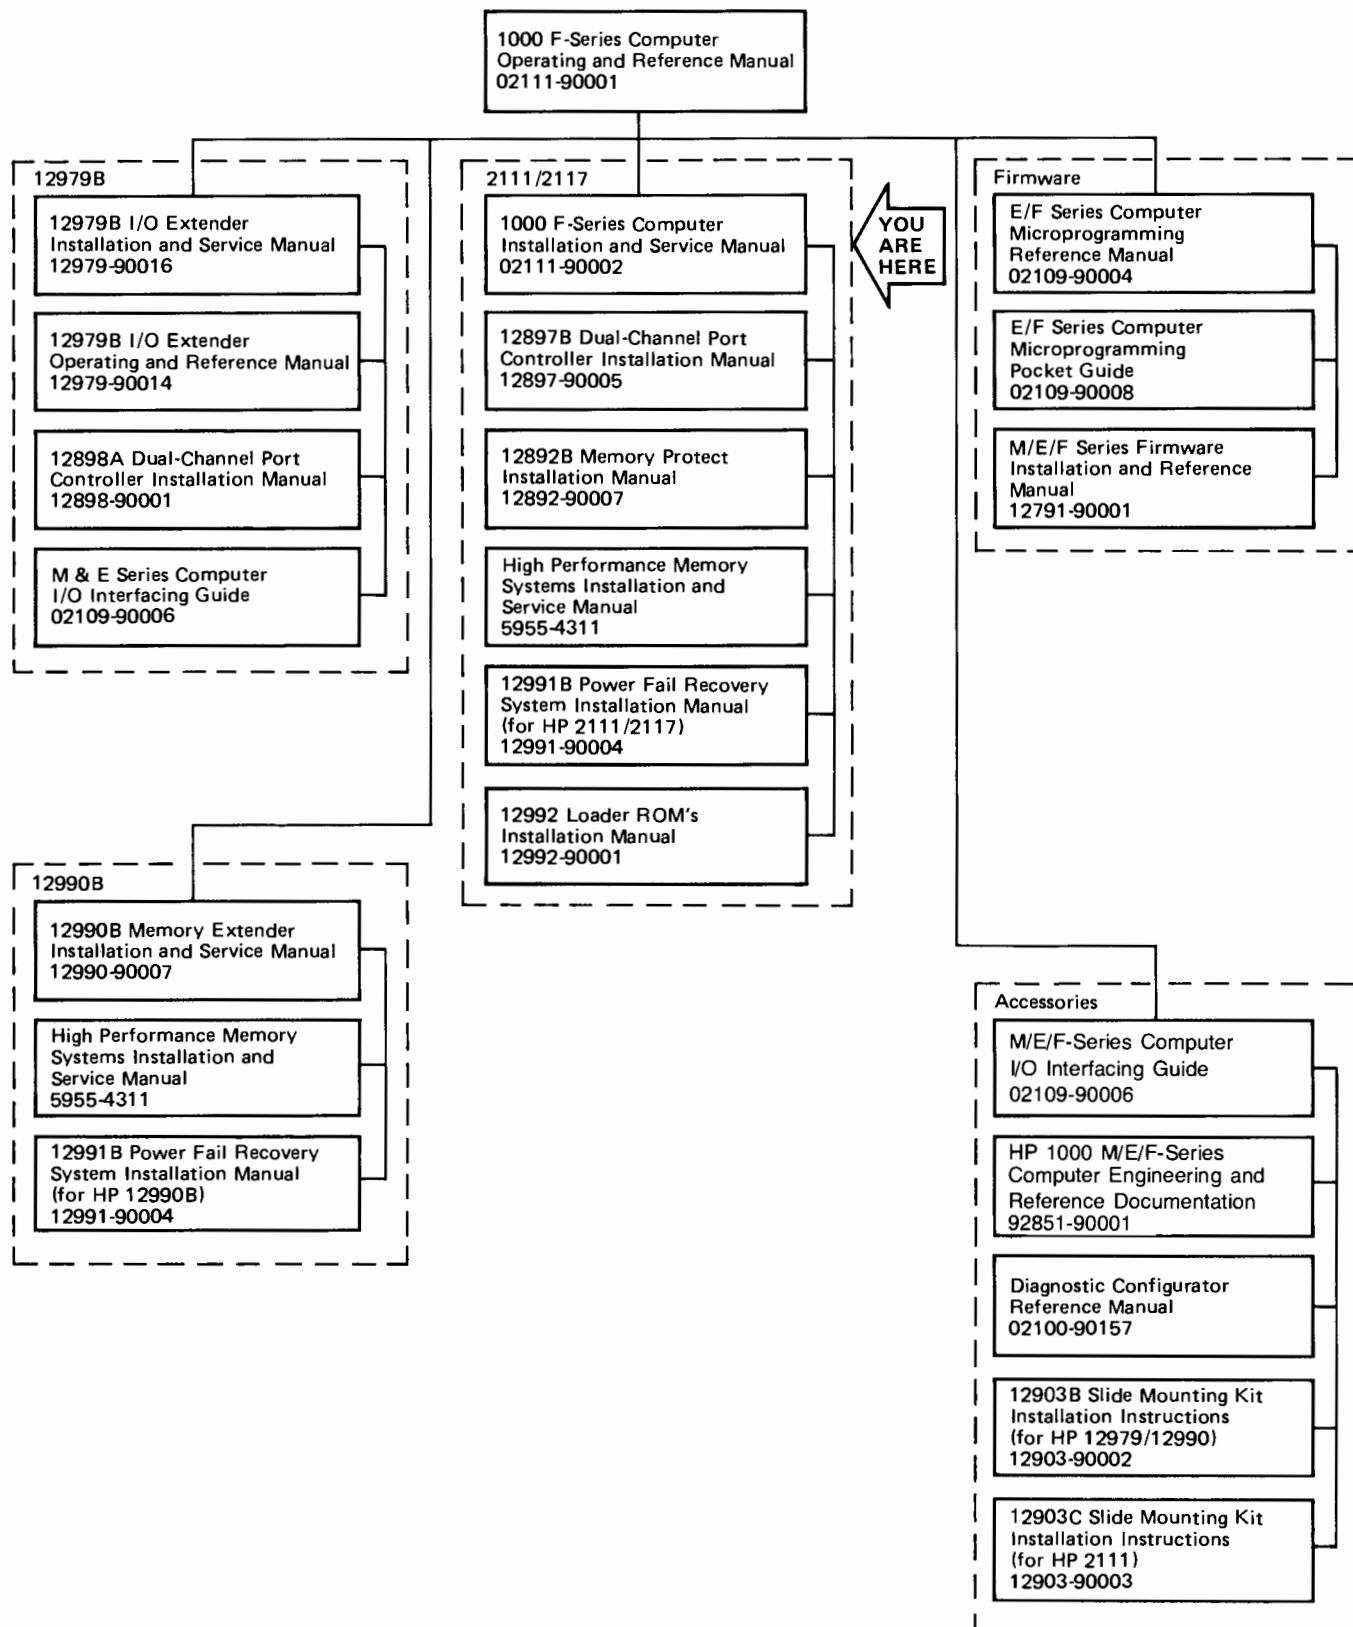 1000 F-Series Computer
Operating and Reference Manual
02111-90001
12979B
12979B I/O Extender
Installation and Service Manual
12979-90016
12979B I/O Extender
Operating and Reference Manual
12979-90014
12898A Dual-Channel Port
Controller Installation Manual
12898-90001
M & E Series Computer
I/O Interfacing Guide
02109-90006
2111/2117
1000 F-Series Computer
Installation and Service Manual
02111-90002
12897B Dual-Channel Port
Controller Installation Manual
12897-90005
12892B Memory Protect
Installation Manual
12892-90007
High Performance Memory
Systems Installation and
Service Manual
5955-4311
12991B Power Fail Recovery
System Installation Manual
(for HP 2111/2117)
12991-90004
12992 Loader ROM's
Installation Manual
12992-90001
YOU
ARE
HERE
Firmware
E/F Series Computer
Microprogramming
Reference Manual
02109-90004
E/F Series Computer
Microprogramming
Pocket Guide
02109-90008
M/E/F Series Firmware
Installation and Reference
Manual
12791-90001
12990B
12990B Memory Extender
Installation and Service Manual
12990-90007
High Performance Memory
Systems Installation and
Service Manual
5955-4311
12991B Power Fail Recovery
System Installation Manual
(for HP 12990B)
12991-90004
Accessories
M/E/F-Series Computer
I/O Interfacing Guide
02109-90006
HP 1000 M/E/F-Series
Computer Engineering and
Reference Documentation
92851-90001
Diagnostic Configurator
Reference Manual
02100-90157
12903B Slide Mounting Kit
Installation Instructions
(for HP 12979/12990)
12903-90002
12903C Slide Mounting Kit
Installation Instructions
(for HP 2111)
12903-90003